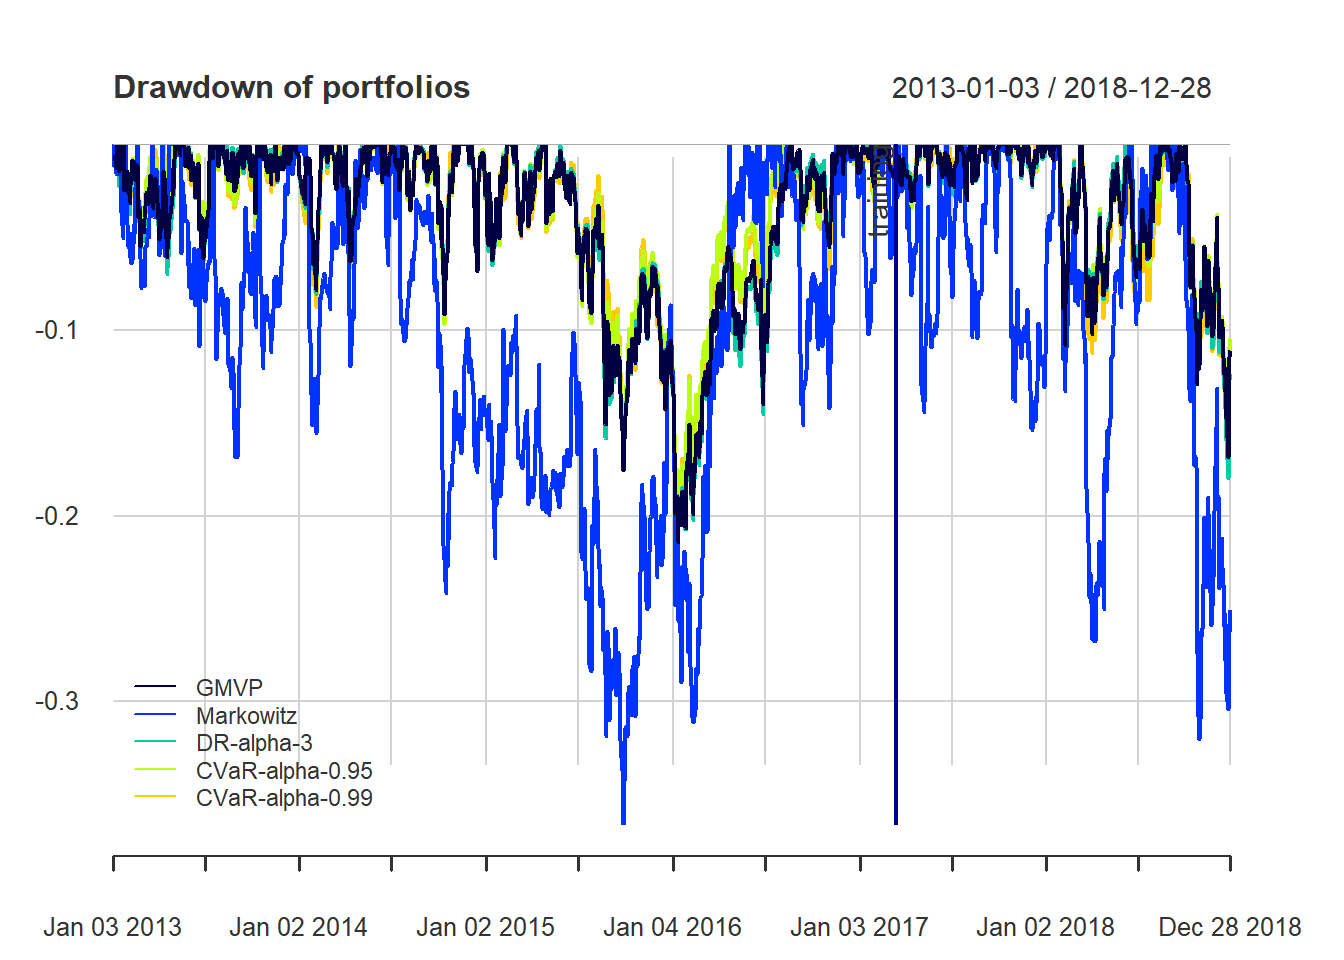 Drawdown of portfolios
2013-01-03 / 2018-12-28
training
-0.1
-0.2
-0.3
GMVP
Markowitz
DR-alpha-3
CVaR-alpha-0.95
CVaR-alpha-0.99
Jan 03 2013
Jan 02 2014
Jan 02 2015
Jan 04 2016
Jan 03 2017
Jan 02 2018
Dec 28 2018